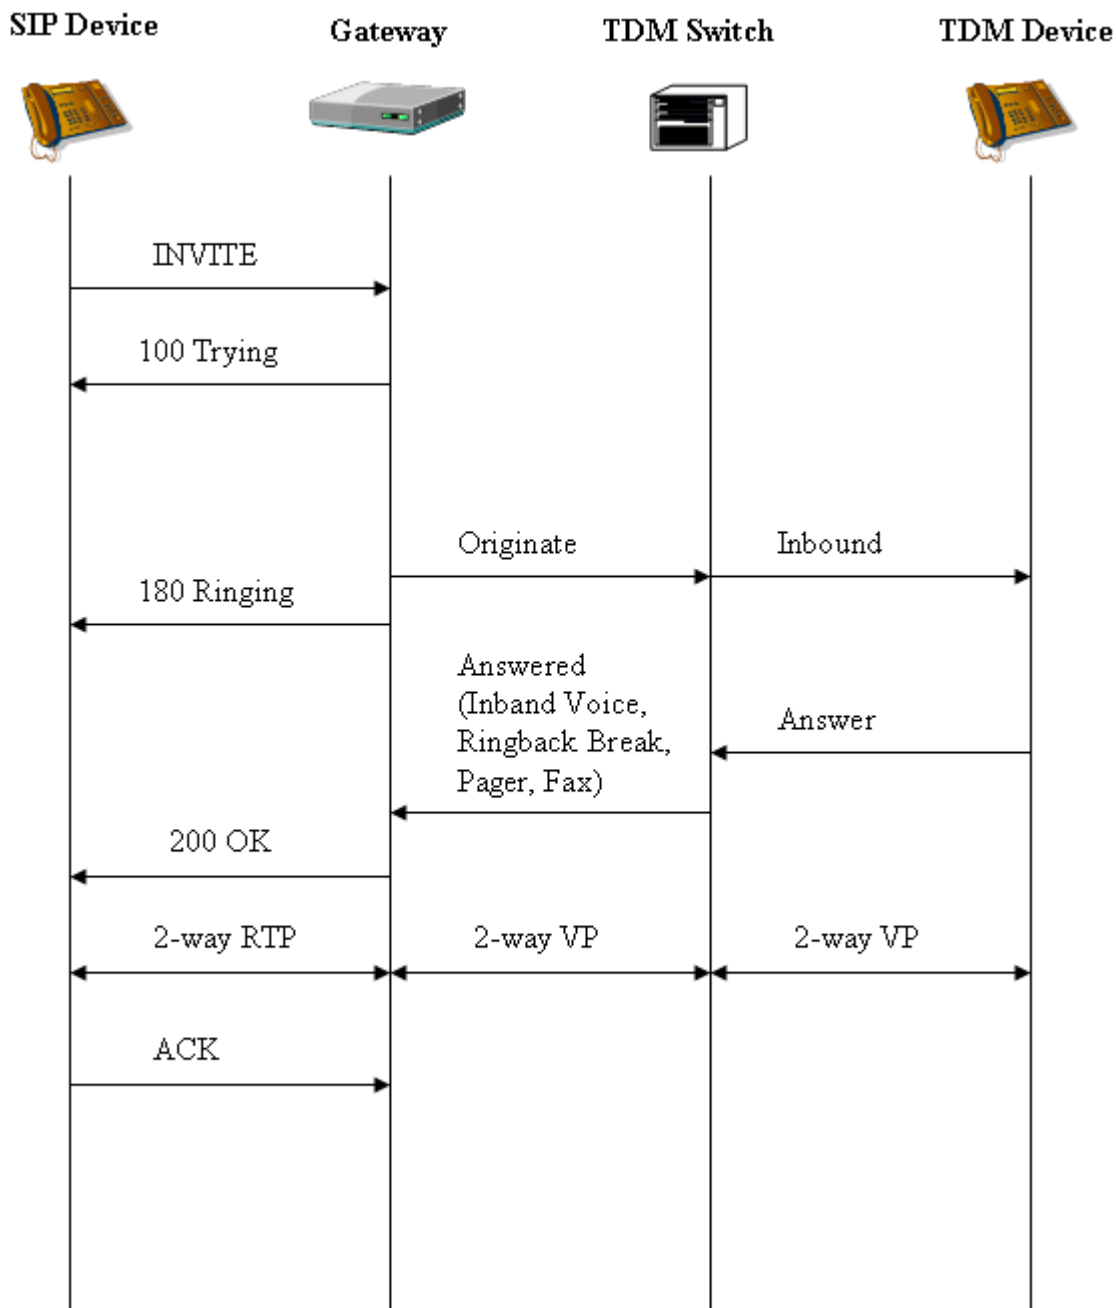 SIP Device
Gateway
TDM Switch
TDM Device
INVITE
100 Trying
Originate
Inbound
180 Ringing
Answered
(Inband Voice,
Ringback Break,
Pager, Fax)
Answer
200 OK
2-way RTP
2-way VP
2-way VP
ACK